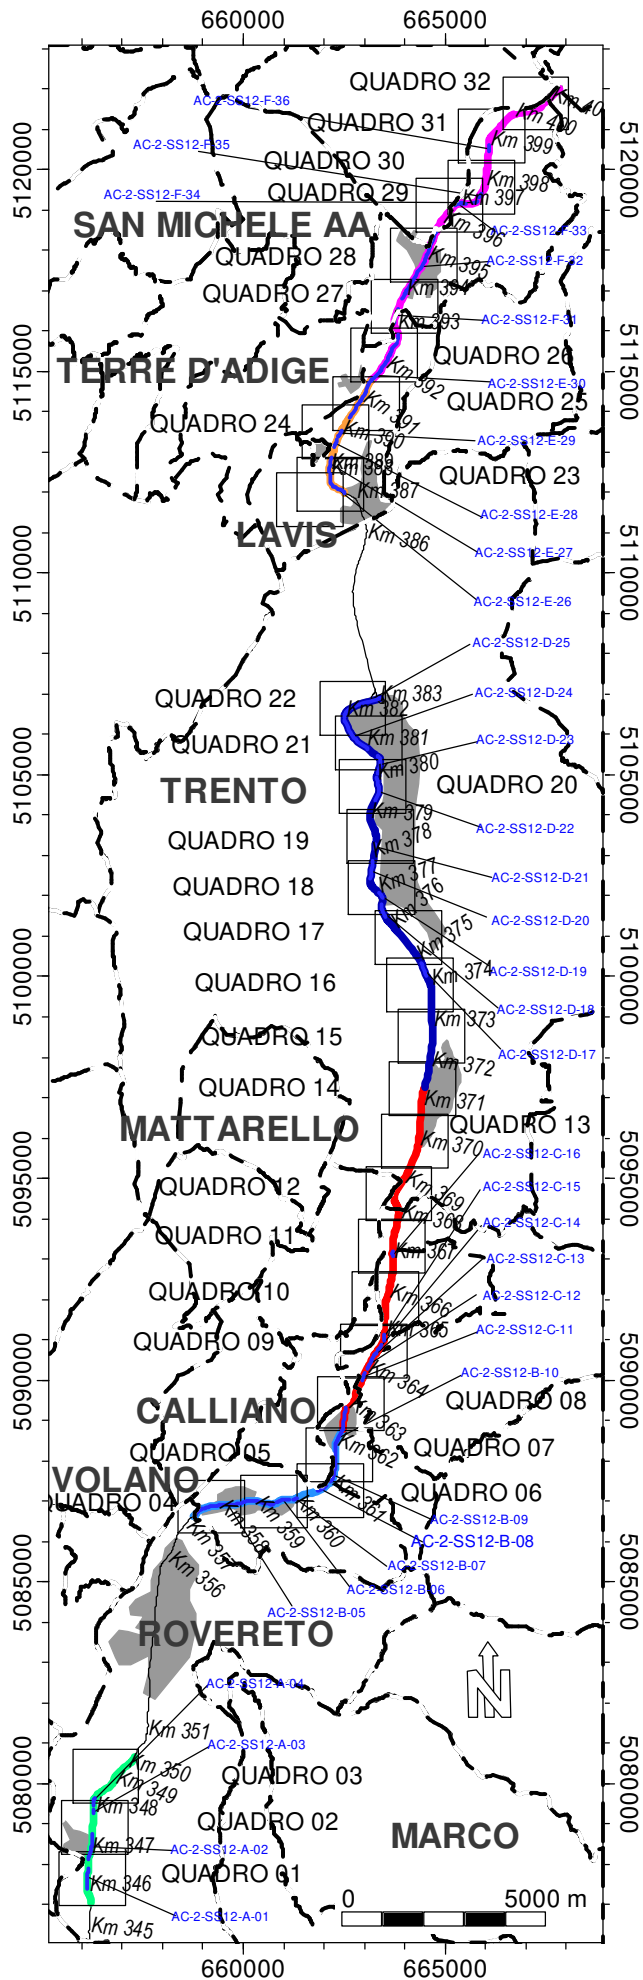 660000
665000
QUADRO 32
Km 40
AC-2-SS12-F-36
Km 400
QUADRO 31
Km 399
AC-2-SS12-F-35
QUADRO 30
Km 398
5120000
5120000
QUADRO 29
Km 397
AC-2-SS12-F-34
SAN MICHELE AA
Km 396
AC-2-SS12-F-33
QUADRO 28
Km 395
AC-2-SS12-F-32
QUADRO 27
Km 394
Km 393
AC-2-SS12-F-31
QUADRO 26
5115000
5115000
TERRE D'ADIGE
Km 392
AC-2-SS12-E-30
QUADRO 25
Km 391
QUADRO 24
Km 390
AC-2-SS12-E-29
QUADRO 23
Km 387
AC-2-SS12-E-28
LAVIS
Km 386
AC-2-SS12-E-27
5110000
5110000
AC-2-SS12-E-26
AC-2-SS12-D-25
QUADRO 22
Km 383
AC-2-SS12-D-24
Km 382
QUADRO 21
Km 381
AC-2-SS12-D-23
Km 380
5105000
5105000
TRENTO
QUADRO 20
Km 379
AC-2-SS12-D-22
QUADRO 19
Km 378
Km 377
AC-2-SS12-D-21
QUADRO 18
Km 376
AC-2-SS12-D-20
QUADRO 17
Km 375
5100000
5100000
Km 374
AC-2-SS12-D-19
QUADRO 16
AC-2-SS12-D-18
Km 373
QUADRO 15
AC-2-SS12-D-17
Km 372
QUADRO 14
Km 371
MATTARELLO
QUADRO 13
Km 370
AC-2-SS12-C-16
5095000
5095000
QUADRO 12
Km 369
AC-2-SS12-C-15
Km 368
AC-2-SS12-C-14
QUADRO 11
Km 367
AC-2-SS12-C-13
QUADRO 10
Km 366
AC-2-SS12-C-12
QUADRO 09
Km 365
AC-2-SS12-C-11
5090000
5090000
Km 364
AC-2-SS12-B-10
CALLIANO
Km 363
QUADRO 08
QUADRO 05
Km 362
QUADRO 07
VOLANO
QUADRO 04
Km 361
QUADRO 06
Km 360
AC-2-SS12-B-09
Km 359
AC-2-SS12-B-08
Km 358
Km 357
AC-2-SS12-B-07
Km 356
AC-2-SS12-B-06
5085000
5085000
AC-2-SS12-B-05
ROVERETO
AC-2-SS12-A-04
N
Km 351
AC-2-SS12-A-03
Km 350
QUADRO 03
5080000
5080000
Km 349
Km 348
QUADRO 02
MARCO
Km 347
AC-2-SS12-A-02
QUADRO 01
Km 346
0
5000 m
AC-2-SS12-A-01
Km 345
660000
665000